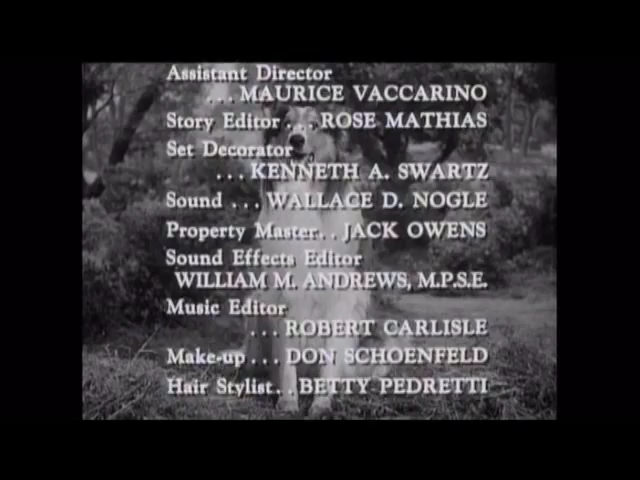 Assistant Director
... MAURICE VACCARINO
Story Editor ... ROSE MATHIAS
Set Decorator
... KENNETH A. SWARTZ
Sound ... WALLACE D. NOGLE
Property Master.. JACK OWENS
Sound Effects Editor
WILLIAM M. ANDREWS, M.P.S.E.
Music Editor
... ROBERT CARLISLE
Make-up ... DON SCHOENFELD
Hair Stylist.. BETTY PEDRETTI